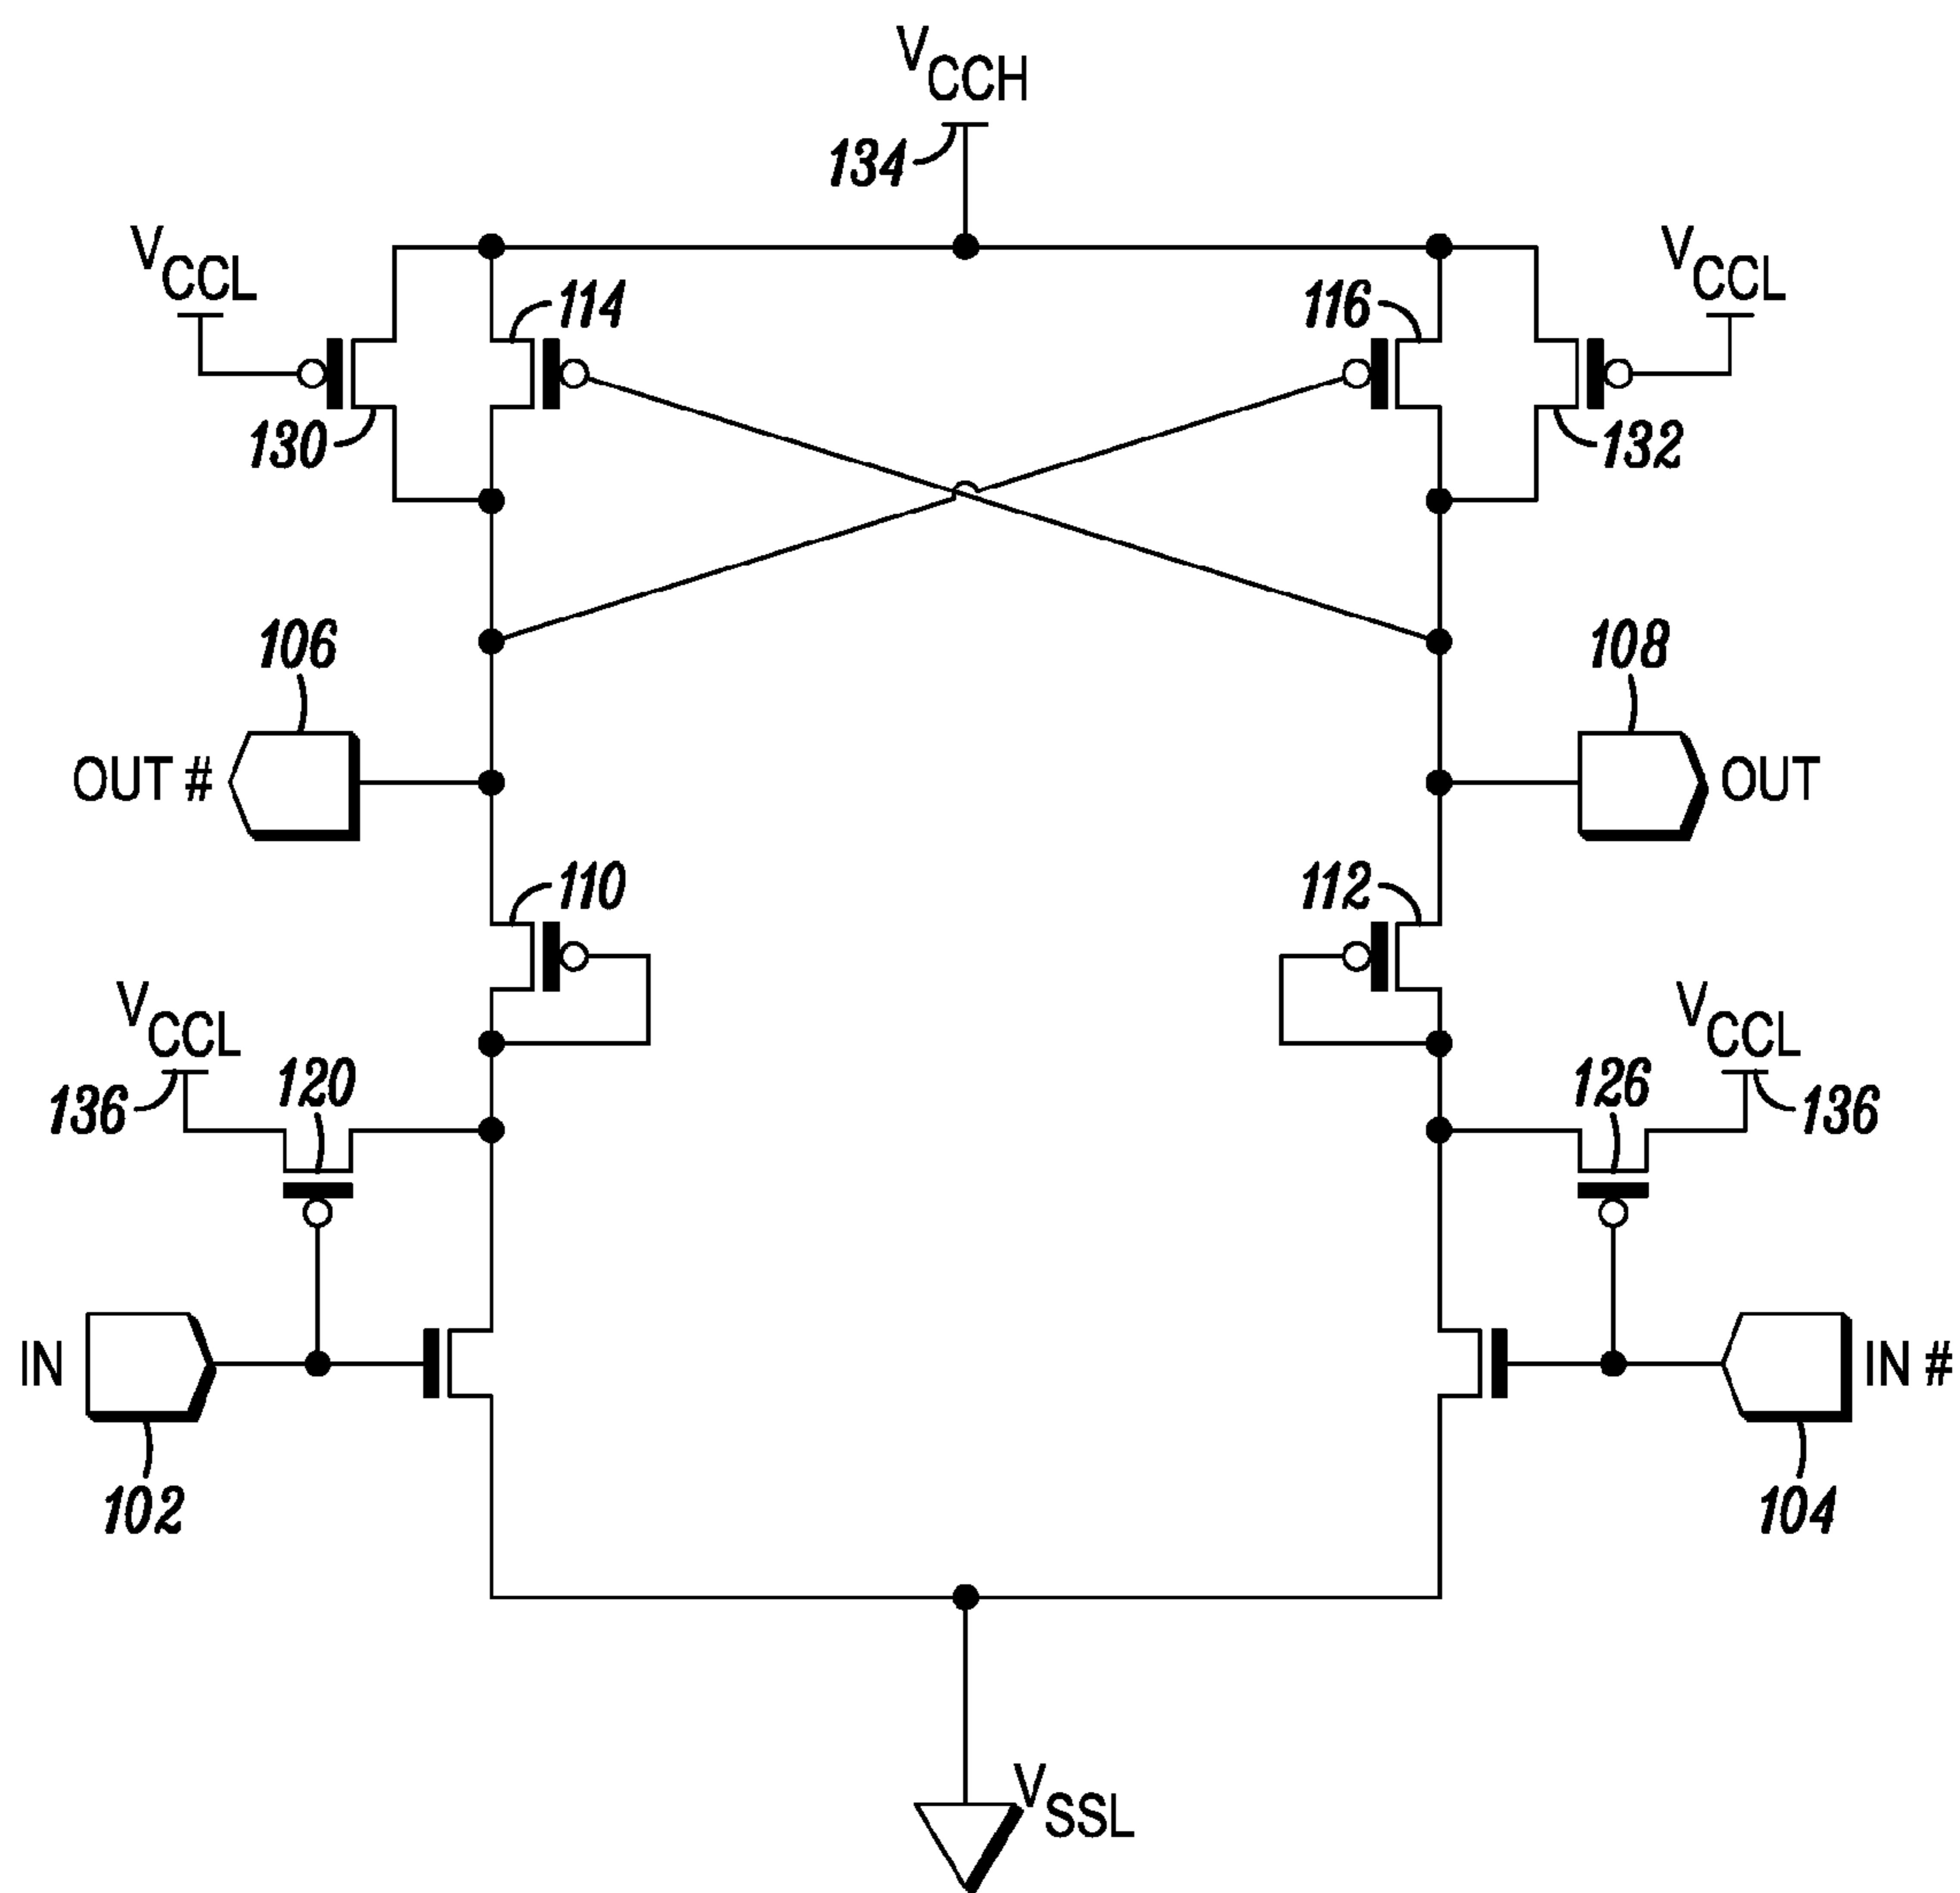 VCCH
134
VCCL
VCCL
114
116
130
132
106
108
OUT #
OUT
110
112
VCCL
VCCL
120
126
136
136
IN
IN #
102
104
VSSL